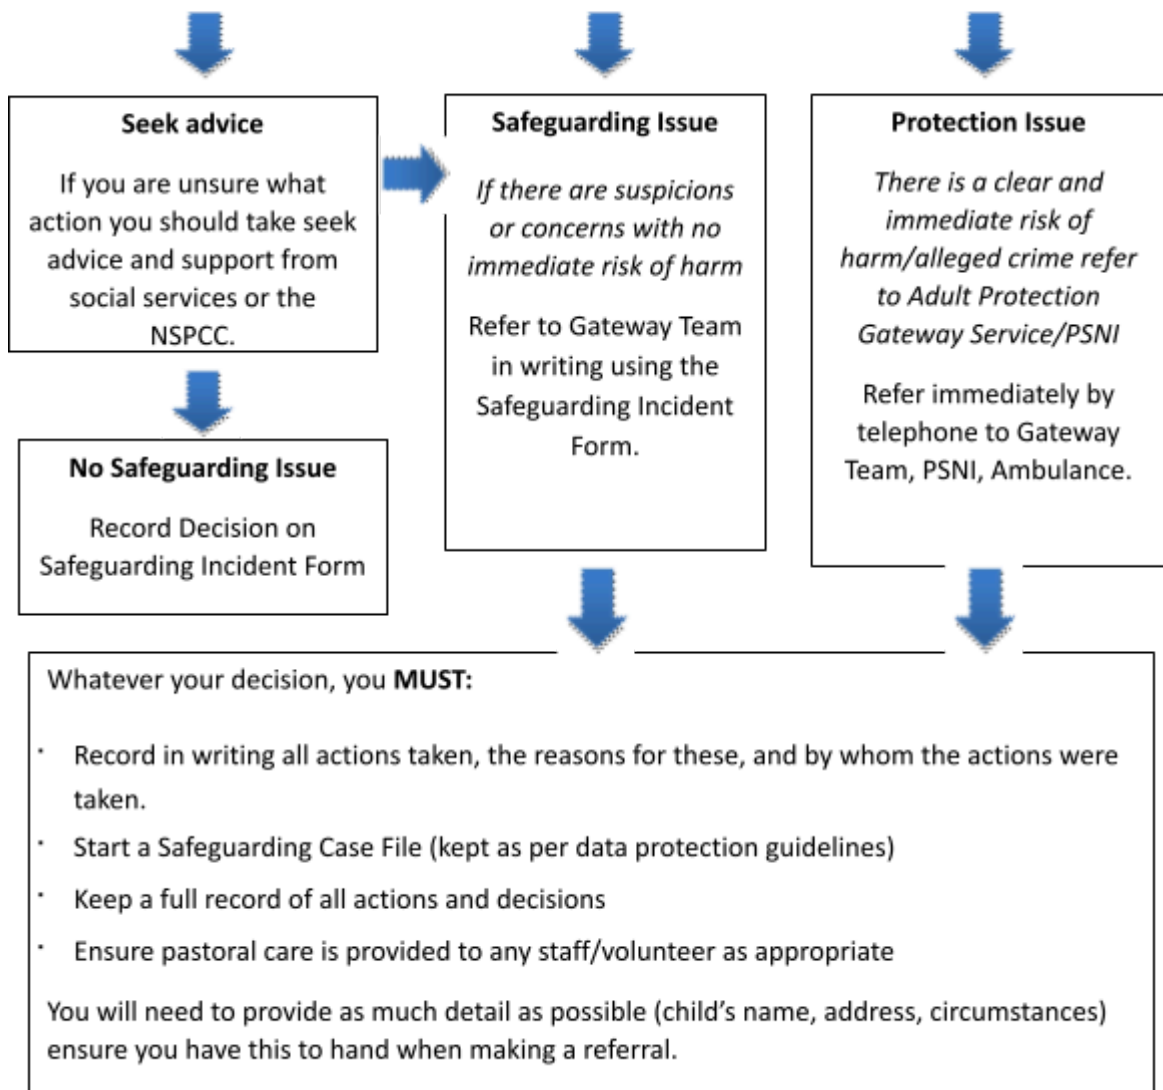 Seek advice
If you are unsure what
action you should take seek
advice and support from
social services or the
NSPCC.
No Safeguarding Issue
Record Decision on
Safeguarding Incident Form
Safeguarding Issue
If there are suspicions
or concerns with no
immediate risk of harm
Refer to Gateway Team
in writing using the
Safeguarding Incident
Form.
Protection Issue
There is a clear and
immediate risk of
harm/alleged crime refer
to Adult Protection
Gateway Service/PSNI
Refer immediately by
telephone to Gateway
Team, PSNI, Ambulance.
Whatever your decision, you MUST:
· Record in writing all actions taken, the reasons for these, and by whom the actions were
taken.
· Start a Safeguarding Case File (kept as per data protection guidelines)
· Keep a full record of all actions and decisions
· Ensure pastoral care is provided to any staff/volunteer as appropriate
You will need to provide as much detail as possible (child's name, address, circumstances)
ensure you have this to hand when making a referral.